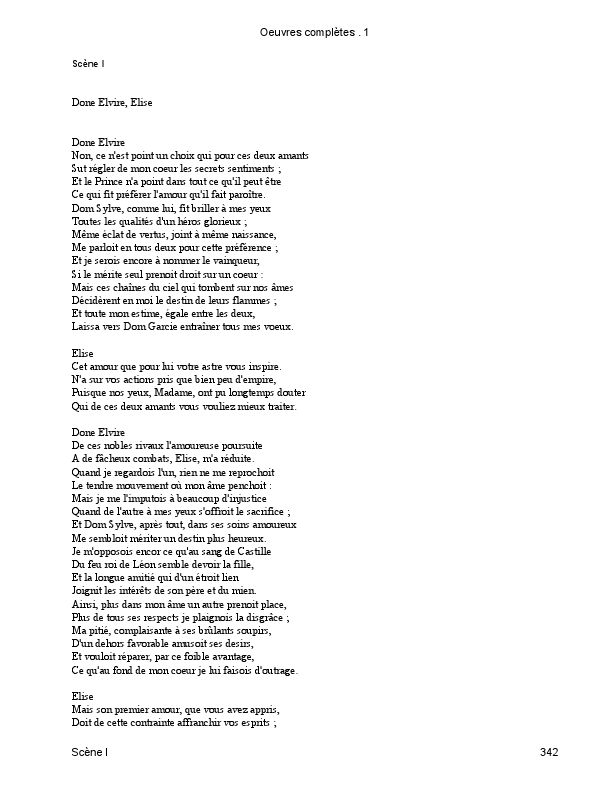 Oeuvres complètes . 1
Scène I
Done Elvire, Elise
Done Elvire
Non, ce n'est point un choix qui pour ces deux amants
Sut régler de mon coeur les secrets sentiments ;
Et le Prince n'a point dans tout ce qu'il peut être
Ce qui fit préférer l'amour qu'il fait paroître.
Dom Sylve, comme lui, fit briller à mes yeux
Toutes les qualités d'un héros glorieux ;
Même éclat de vertus, joint à même naissance,
Me parloit en tous deux pour cette préférence ;
Et je serois encore à nommer le vainqueur,
Si le mérite seul prenoit droit sur un coeur :
Mais ces chaînes du ciel qui tombent sur nos âmes
Décidèrent en moi le destin de leurs flammes ;
Et toute mon estime, égale entre les deux,
Laissa vers Dom Garcie entraîner tous mes voeux.
Elise
Cet amour que pour lui votre astre vous inspire.
N'a sur vos actions pris que bien peu d'empire,
Puisque nos yeux, Madame, ont pu longtemps douter
Qui de ces deux amants vous vouliez mieux traiter.
Done Elvire
De ces nobles rivaux l'amoureuse poursuite
A de fâcheux combats, Elise, m'a réduite.
Quand je regardois l'un, rien ne me reprochoit
Le tendre mouvement où mon âme penchoit :
Mais je me l'imputois à beaucoup d'injustice
Quand de l'autre à mes yeux s'offroit le sacrifice ;
Et Dom Sylve, après tout, dans ses soins amoureux
Me sembloit mériter un destin plus heureux.
Je m'opposois encor ce qu'au sang de Castille
Du feu roi de Léon semble devoir la fille,
Et la longue amitié qui d'un étroit lien
Joignit les intérêts de son père et du mien.
Ainsi, plus dans mon âme un autre prenoit place,
Plus de tous ses respects je plaignois la disgrâce ;
Ma pitié, complaisante à ses brûlants soupirs,
D'un dehors favorable amusoit ses desirs,
Et vouloit réparer, par ce foible avantage,
Ce qu'au fond de mon coeur je lui faisois d'outrage.
Elise
Mais son premier amour, que vous avez appris,
Doit de cette contrainte affranchir vos esprits ;
Scène I
342